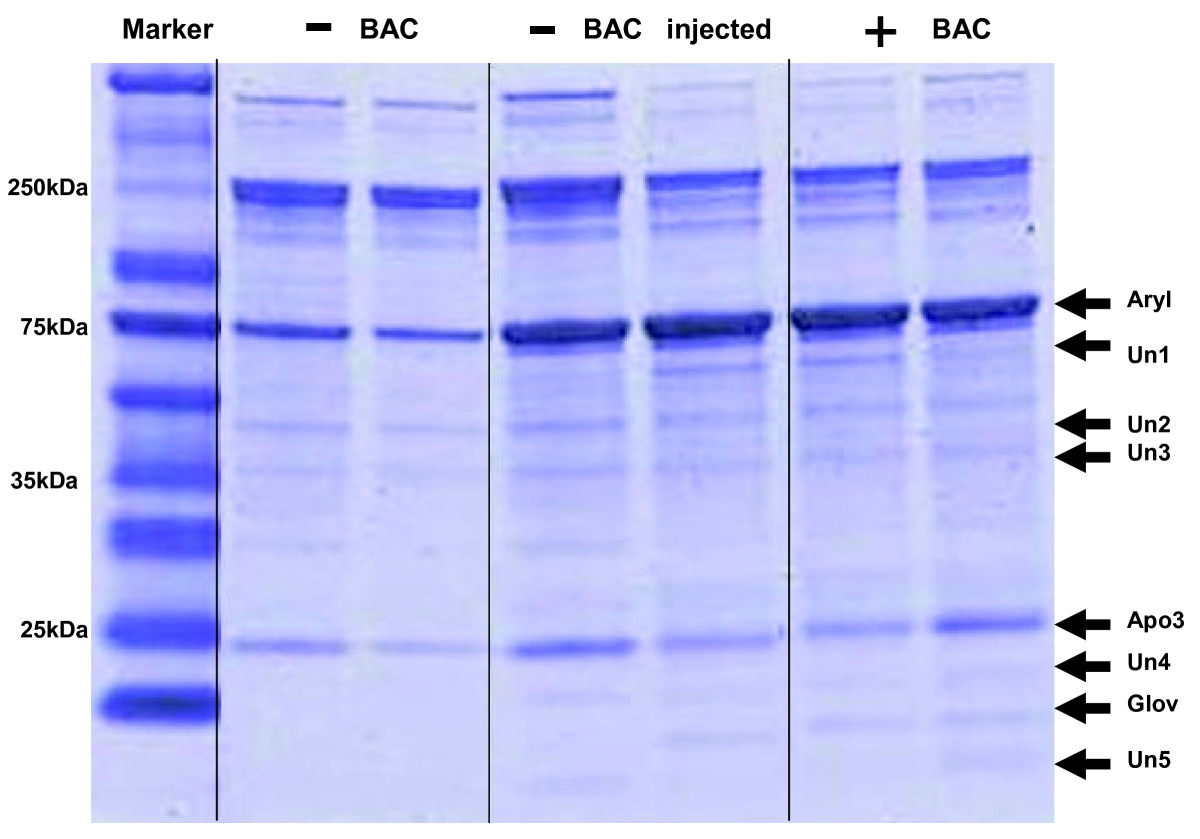 Marker − BAC − BAC injected + BAC
250kDa
Aryl
75kDa
Un1
Un2
Un3
35kDa
Apo3
25kDa
Un4
Glov
Un5